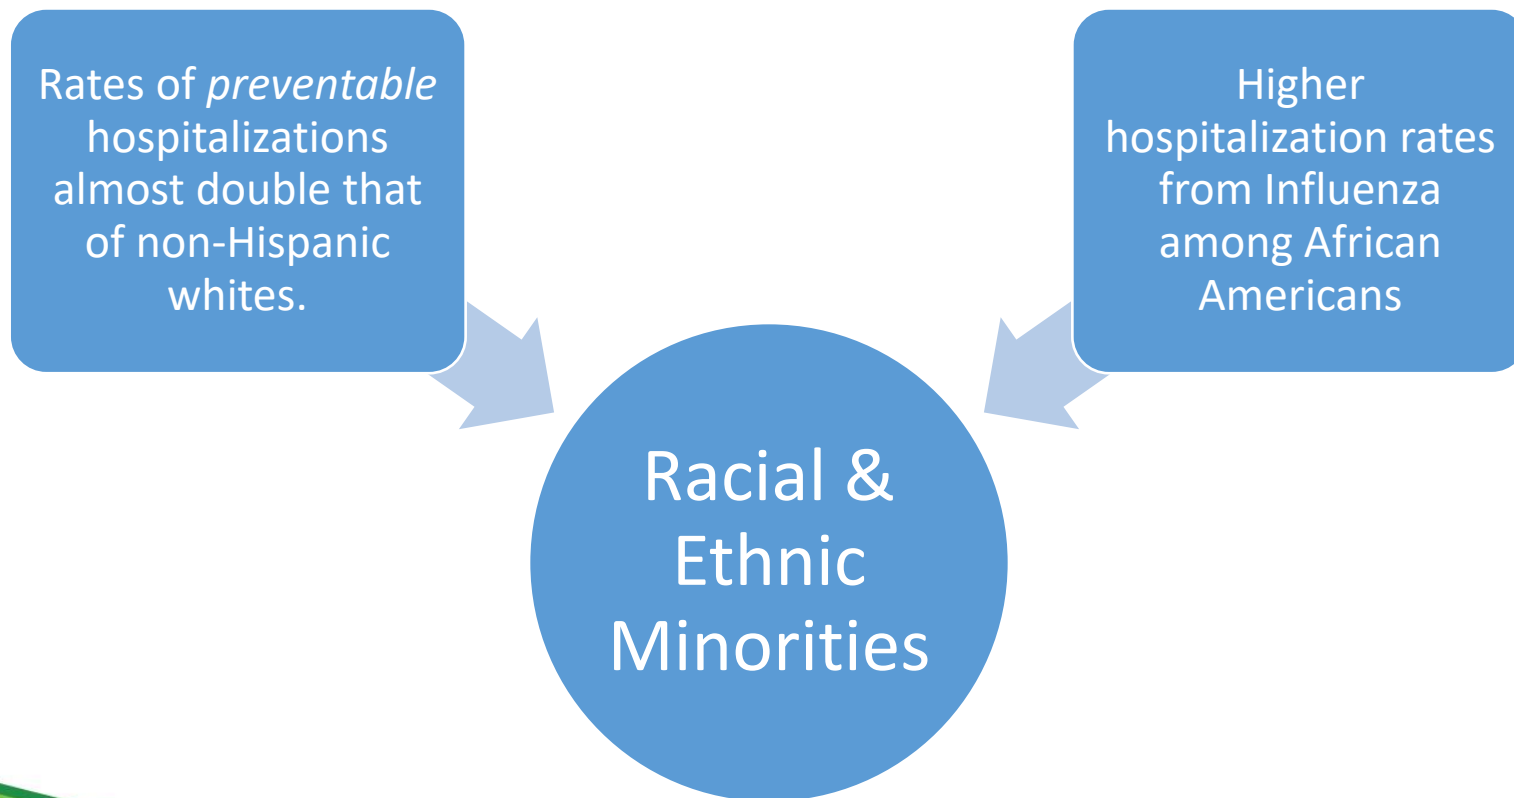 Rates of preventable
hospitalizations
almost double that
of non-Hispanic
whites.
Higher
hospitalization rates
from Influenza
among African
Americans
Racial &
Ethnic
Minorities